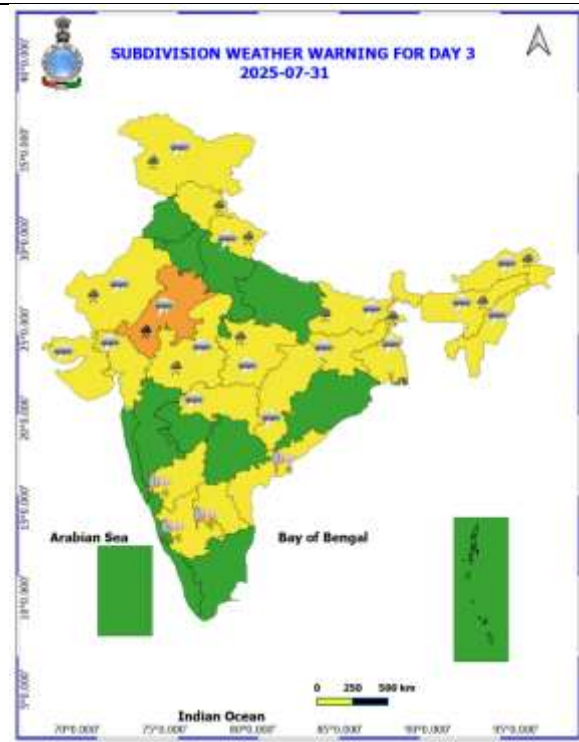 SUBDIVISION WEATHER WARNING FOR DAY 3
2025-07-31
Arabian Sea
Bay of Bengal
0 250 500 km
Indian Ocean
70°0.000' 75°0.000' 80°0.000' 85°0.000' 90°0.000' 95°0.000'